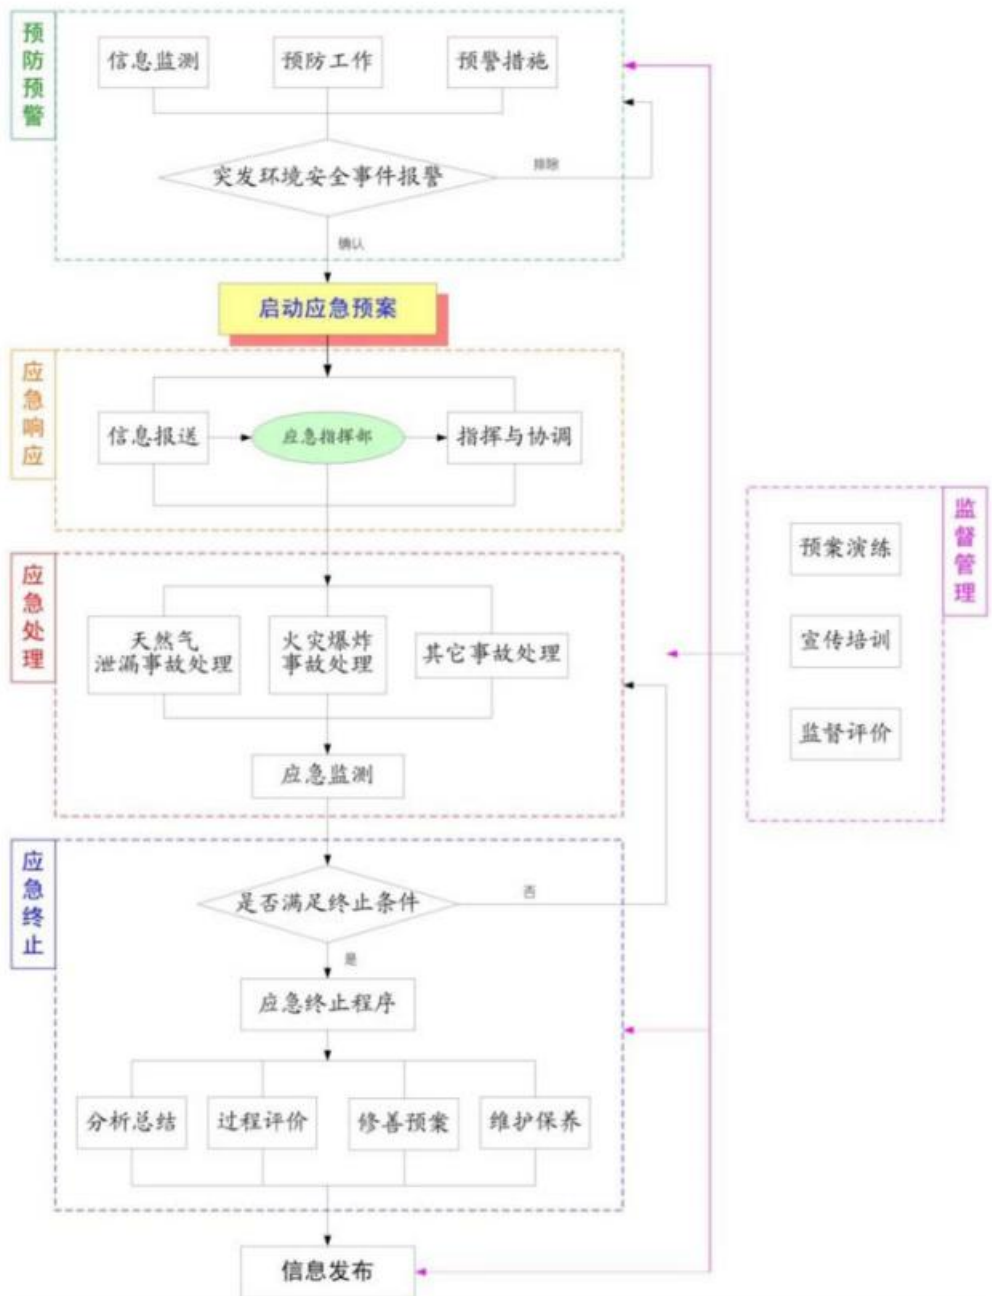 预防预警
信息监测
预防工作
预警措施
突发环境安全事件报警
排除
确认
启动应急预案
应急响应
信息报送
应急指挥部
指挥与协调
应急处理
天然气
泄漏事故处理
火灾爆炸
事故处理
其它事故处理
应急监测
监督管理
预案演练
宣传培训
监督评价
应急终止
是否满足终止条件
否
是
应急终止程序
分析总结
过程评价
修善预案
维护保养
信息发布